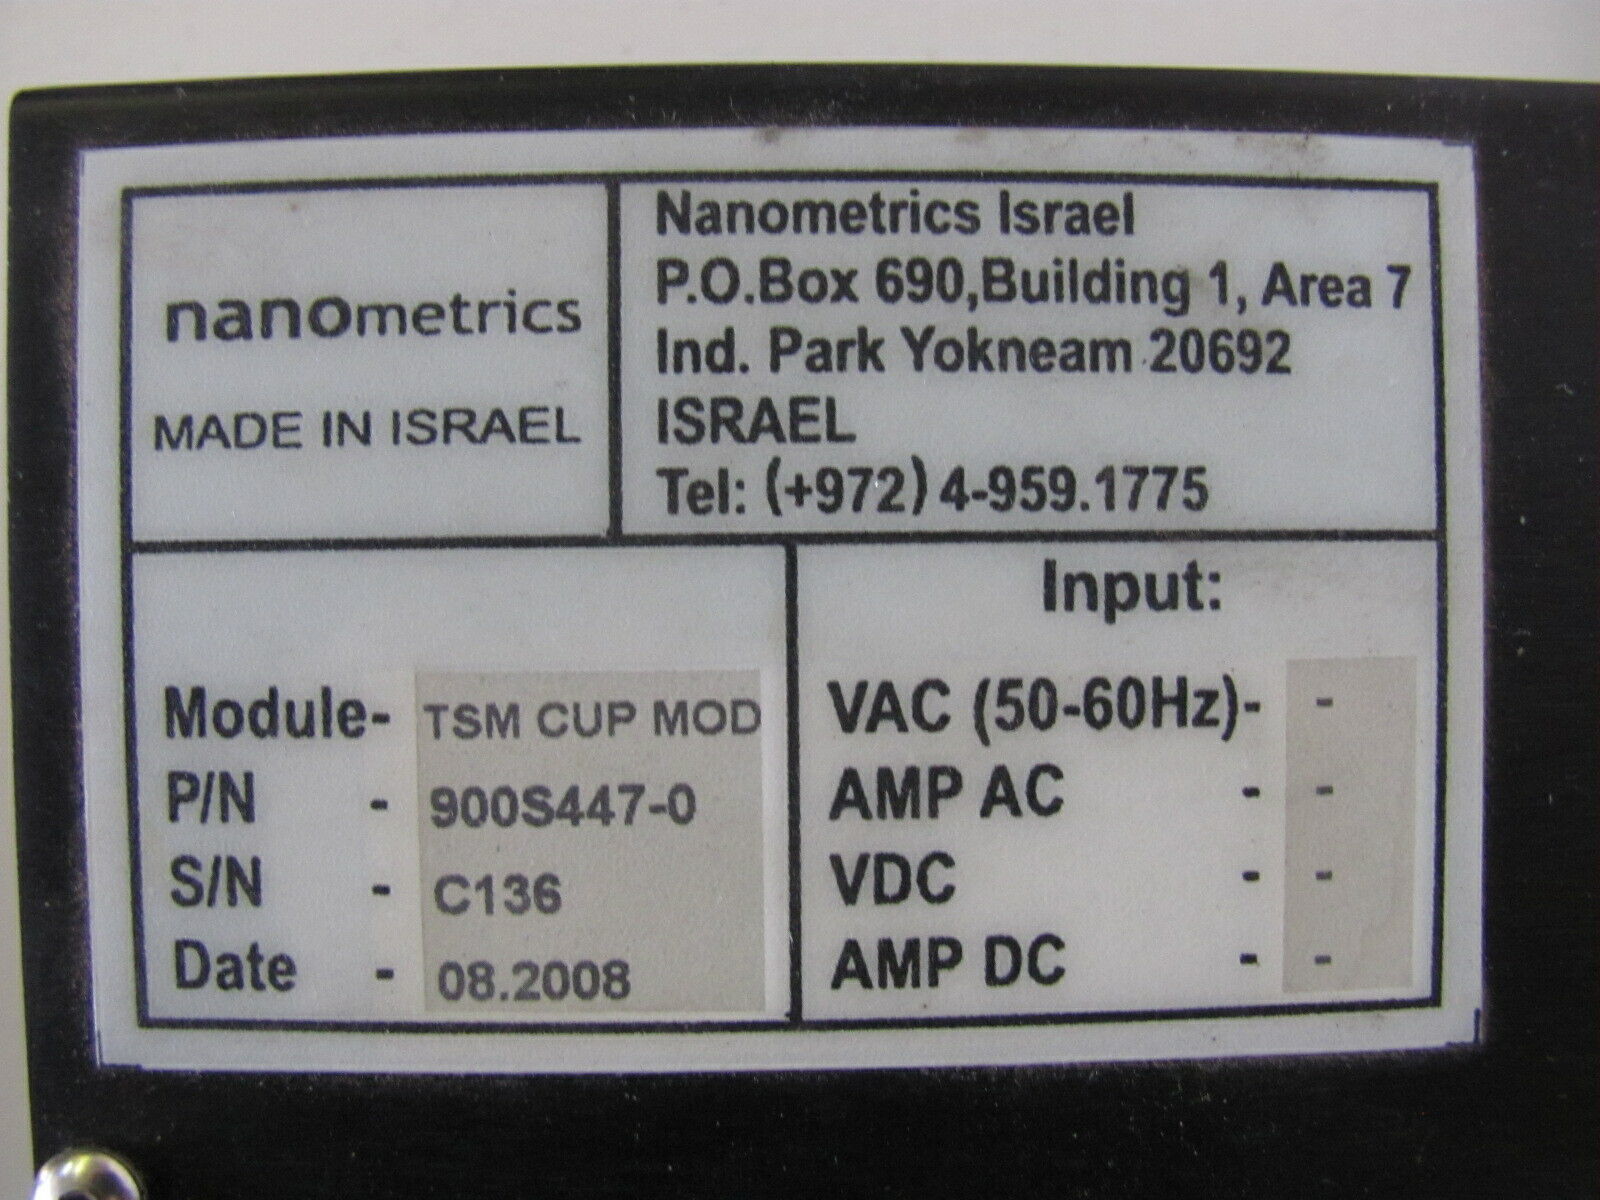 nanometrics
MADE IN ISRAEL
Nanometrics Israel
P.O.Box 690,Building 1, Area 7
Ind. Park Yokneam 20692
ISRAEL
Tel: (+972) 4-959.1775
Module- TSM CUP MOD
P/N - 900S447-0
S/N - C136
Date - 08.2008
Input:
VAC (50-60Hz)- -
AMP AC - -
VDC - -
AMP DC - -